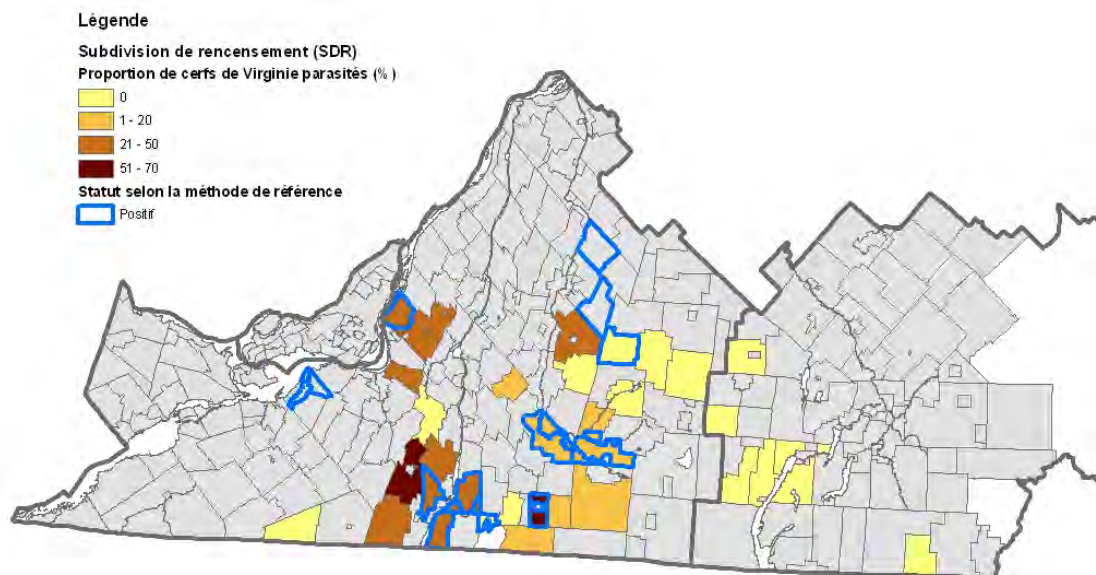 Légende
Subdivision de rencensement (SDR)
Proportion de cerfs de Virginie parasités (%)
0
1 - 20
21 - 50
51 - 70
Statut selon la méthode de référence
Positif